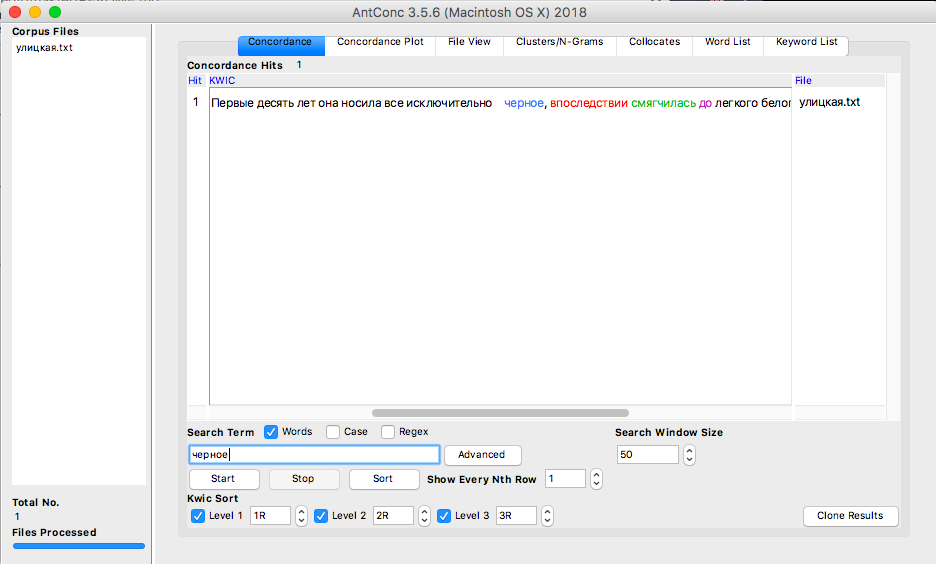 AntConc 3.5.6 (Macintosh OS X) 2018
Corpus Files
улицкая.txt
Concordance Concordance Plot File View Clusters/N-Grams Collocates Word List Keyword List
Concordance Hits 1
Hit KWIC File
1 Первые десять лет она носила все исключительно черное, впоследствии смягчилась до легкого белог улицкая.txt
Search Term Words Case Regex Search Window Size
черное Advanced 50
Start Stop Sort Show Every Nth Row 1
Kwic Sort
Level 1 1R Level 2 2R Level 3 3R Clone Results
Total No.
1
Files Processed